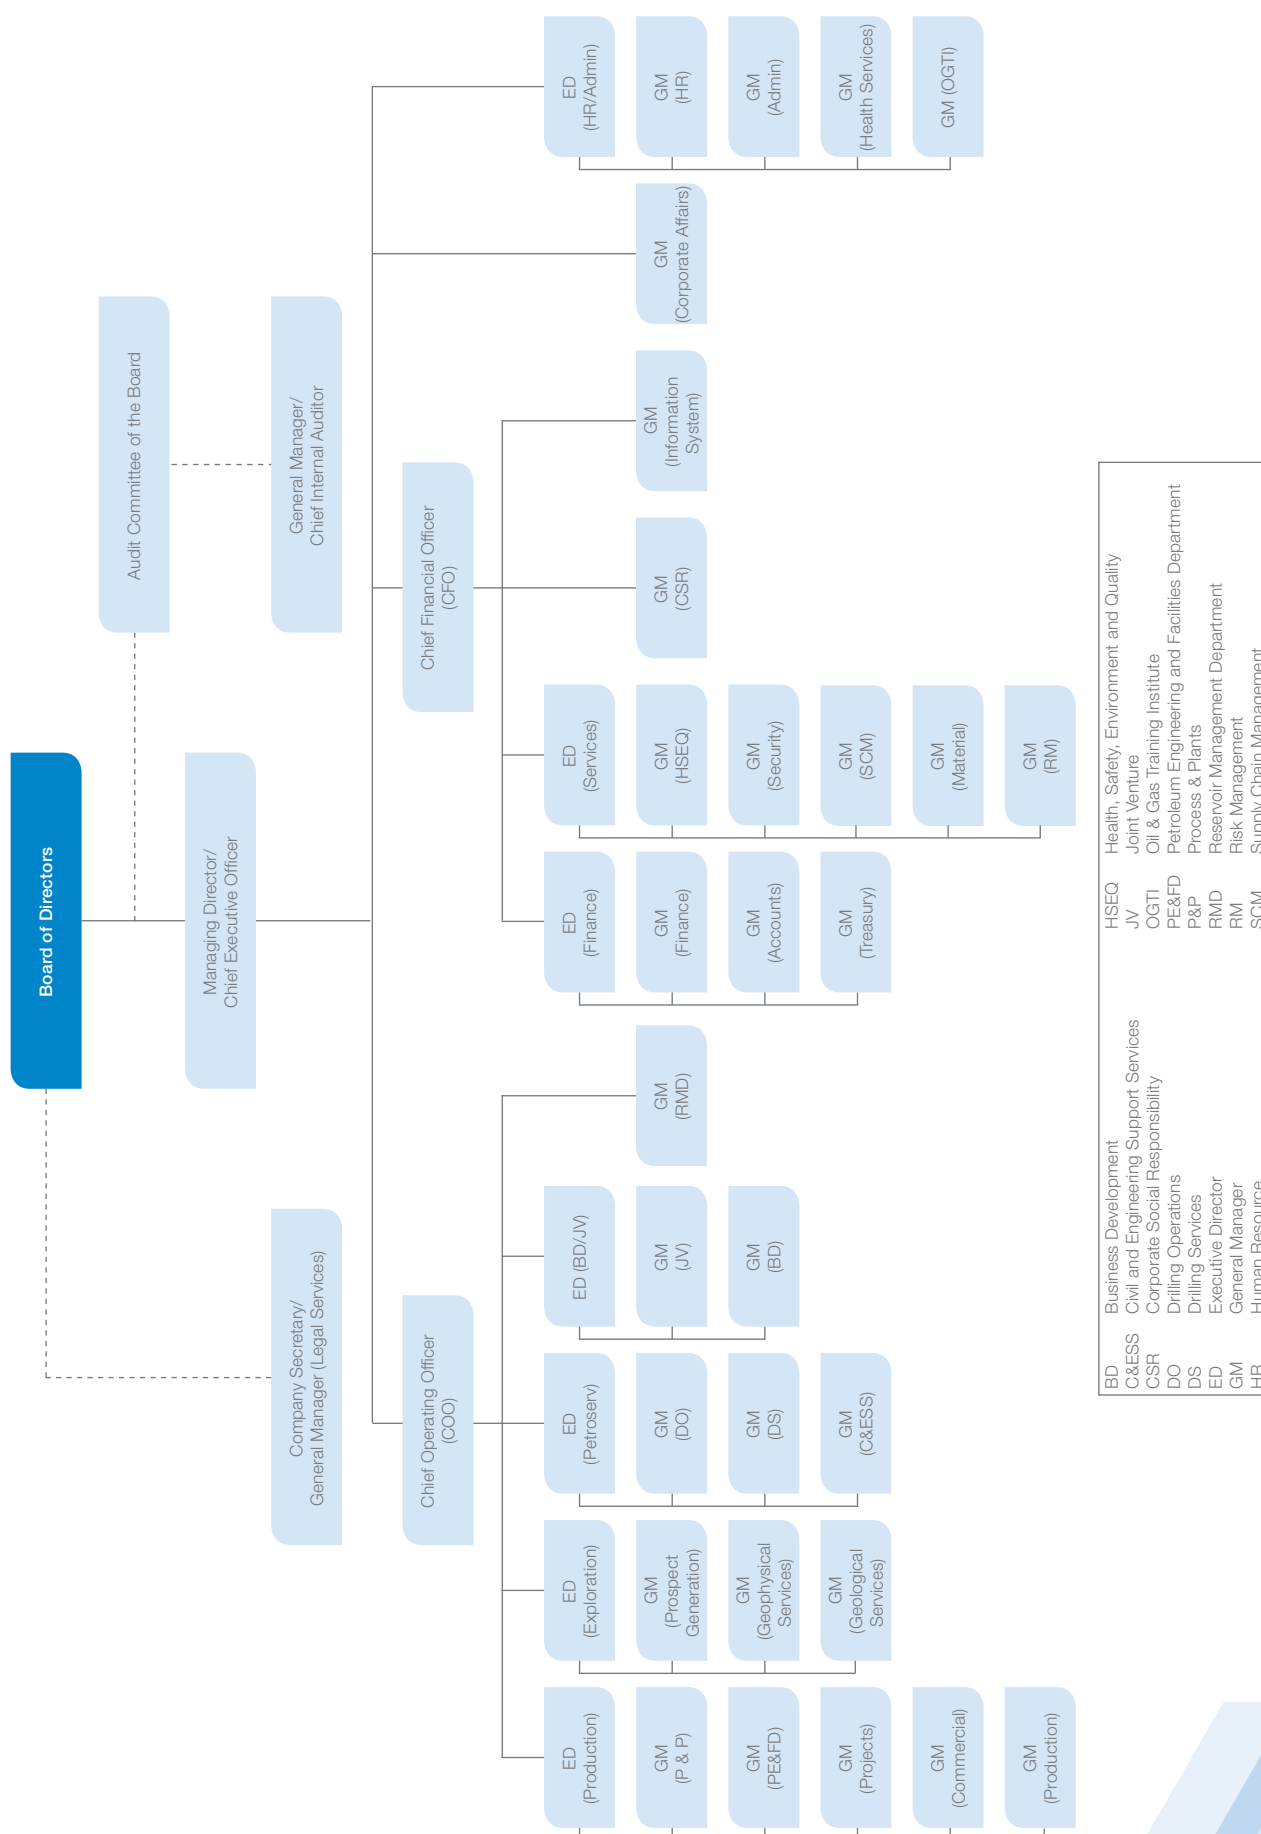 Board of Directors
Audit Committee of the Board
Managing Director/
Chief Executive Officer
Company Secretary/
General Manager (Legal Services)
General Manager/
Chief Internal Auditor
Chief Operating Officer
(COO)
Chief Financial Officer
(CFO)
ED
(Production)
GM
(P & P)
GM
(PE&FD)
GM
(Projects)
GM
(Commercial)
GM
(Production)
ED
(Exploration)
GM
(Prospect
Generation)
GM
(Geophysical
Services)
GM
(Geological
Services)
ED
(Petroserv)
GM
(DO)
GM
(DS)
GM
(C&ESS)
ED (BD/JV)
GM
(JV)
GM
(BD)
GM
(RMD)
ED
(Finance)
GM
(Finance)
GM
(Accounts)
GM
(Treasury)
ED
(Services)
GM
(HSEQ)
GM
(Security)
GM
(SCM)
GM
(Material)
GM
(RM)
GM
(CSR)
GM
(Information
System)
GM
(Corporate Affairs)
ED
(HR/Admin)
GM
(HR)
GM
(Admin)
GM
(Health Services)
GM (OGTI)
BD Business Development
C&ESS Civil and Engineering Support Services
CSR Corporate Social Responsibility
DO Drilling Operations
DS Drilling Services
ED Executive Director
GM General Manager
HR Human Resource
HSEQ Health, Safety, Environment and Quality
JV Joint Venture
OGTI Oil & Gas Training Institute
PE&FD Petroleum Engineering and Facilities Department
P&P Process & Plants
RMD Reservoir Management Department
RM Risk Management
SCM Supply Chain Management